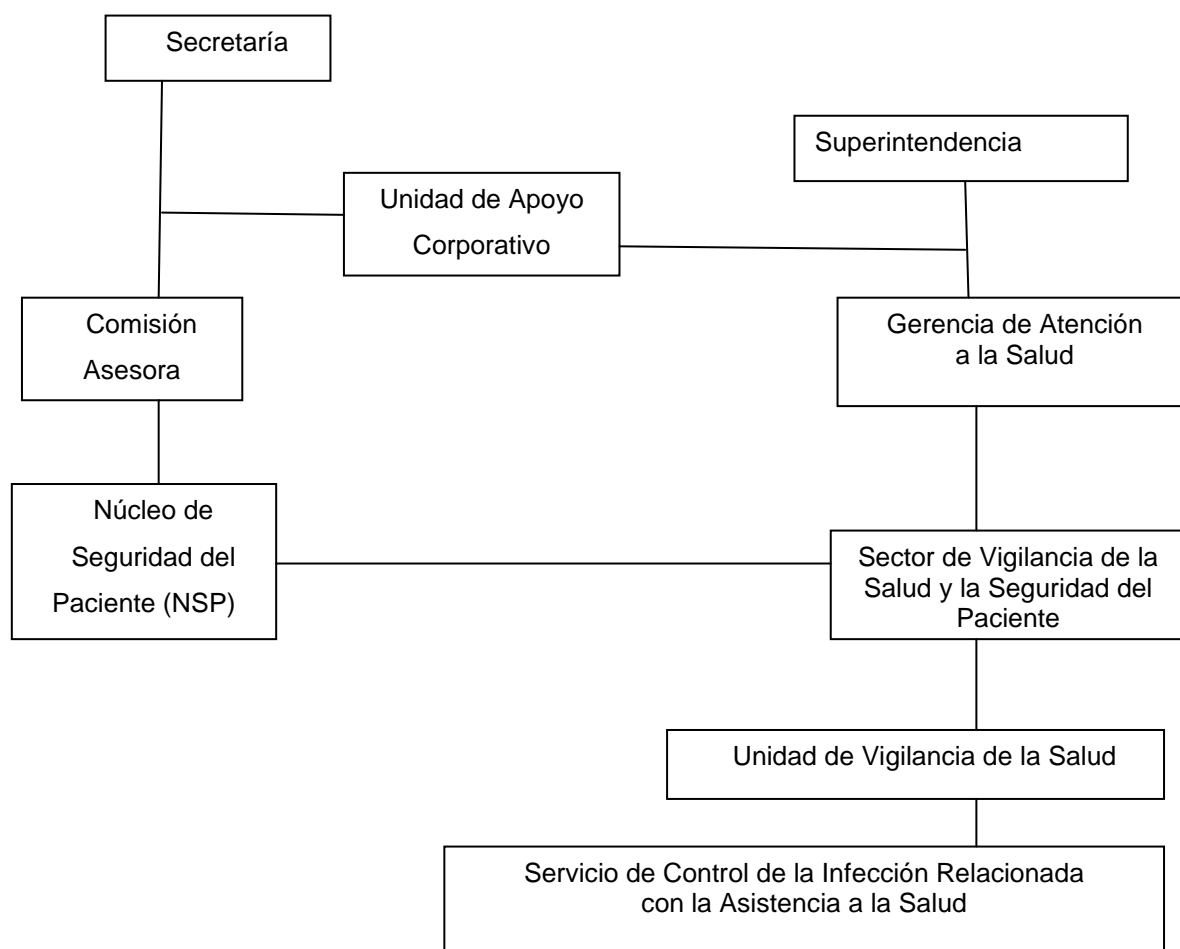 Secretaría
Superintendencia
Unidad de Apoyo
Corporativo
Comisión
Asesora
Gerencia de Atención
a la Salud
Núcleo de
Seguridad del
Paciente (NSP)
Sector de Vigilancia de la
Salud y la Seguridad del
Paciente
Unidad de Vigilancia de la Salud
Servicio de Control de la Infección Relacionada
con la Asistencia a la Salud